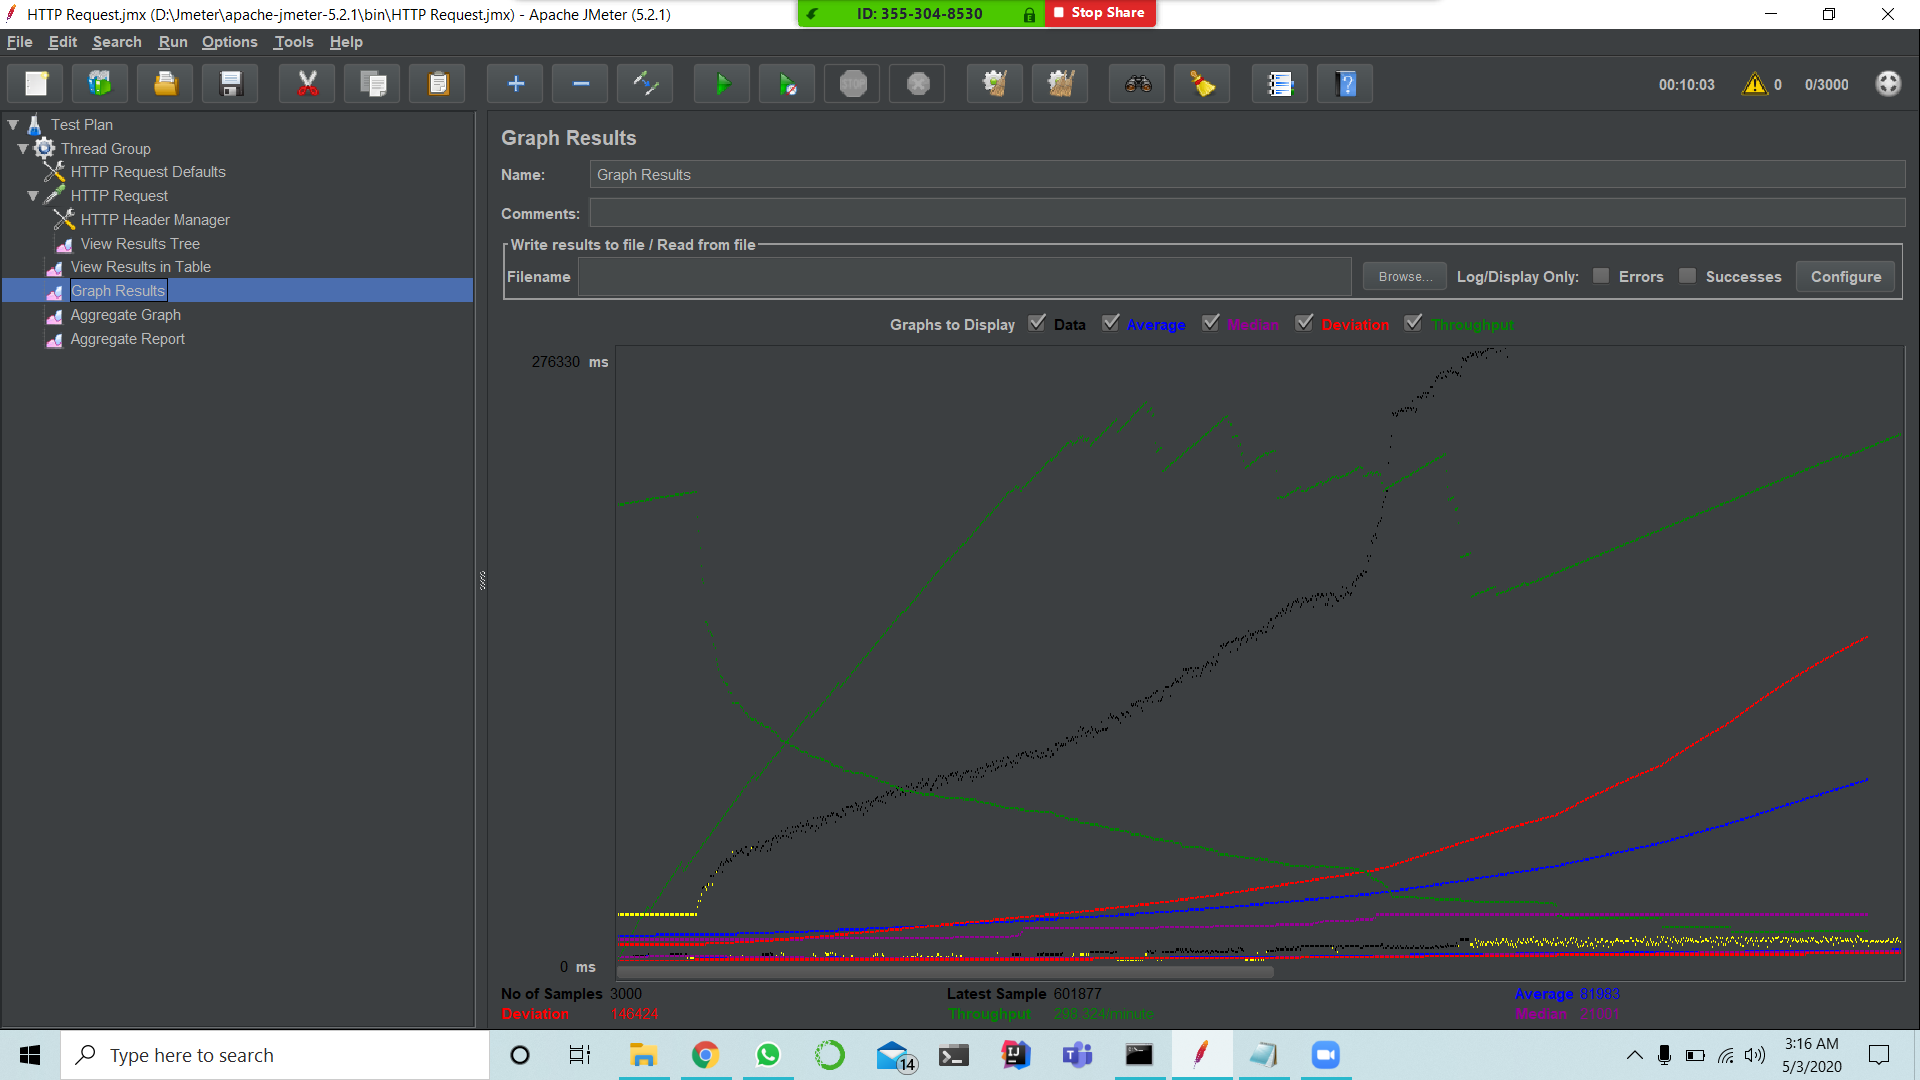 HTTP Request.jmx (D:\Jmeter\apache-jmeter-5.2.1\bin\HTTP Request.jmx) - Apache JMeter (5.2.1)
ID: 355-304-8530
Stop Share
File Edit Search Run Options Tools Help
STOP
00:10:03
0
0/3000
Test Plan
Thread Group
HTTP Request Defaults
HTTP Request
HTTP Header Manager
View Results Tree
View Results in Table
Graph Results
Aggregate Graph
Aggregate Report
Graph Results
Name: Graph Results
Comments:
Write results to file / Read from file
Filename
Browse...
Log/Display Only: Errors Successes
Configure
Graphs to Display Data Average Median Deviation Throughput
276330 ms
0 ms
No of Samples 3000
Latest Sample 601877
Average 81983
Deviation 146424
Throughput 298.324/minute
Median 21001
Type here to search
14
3:16 AM
5/3/2020